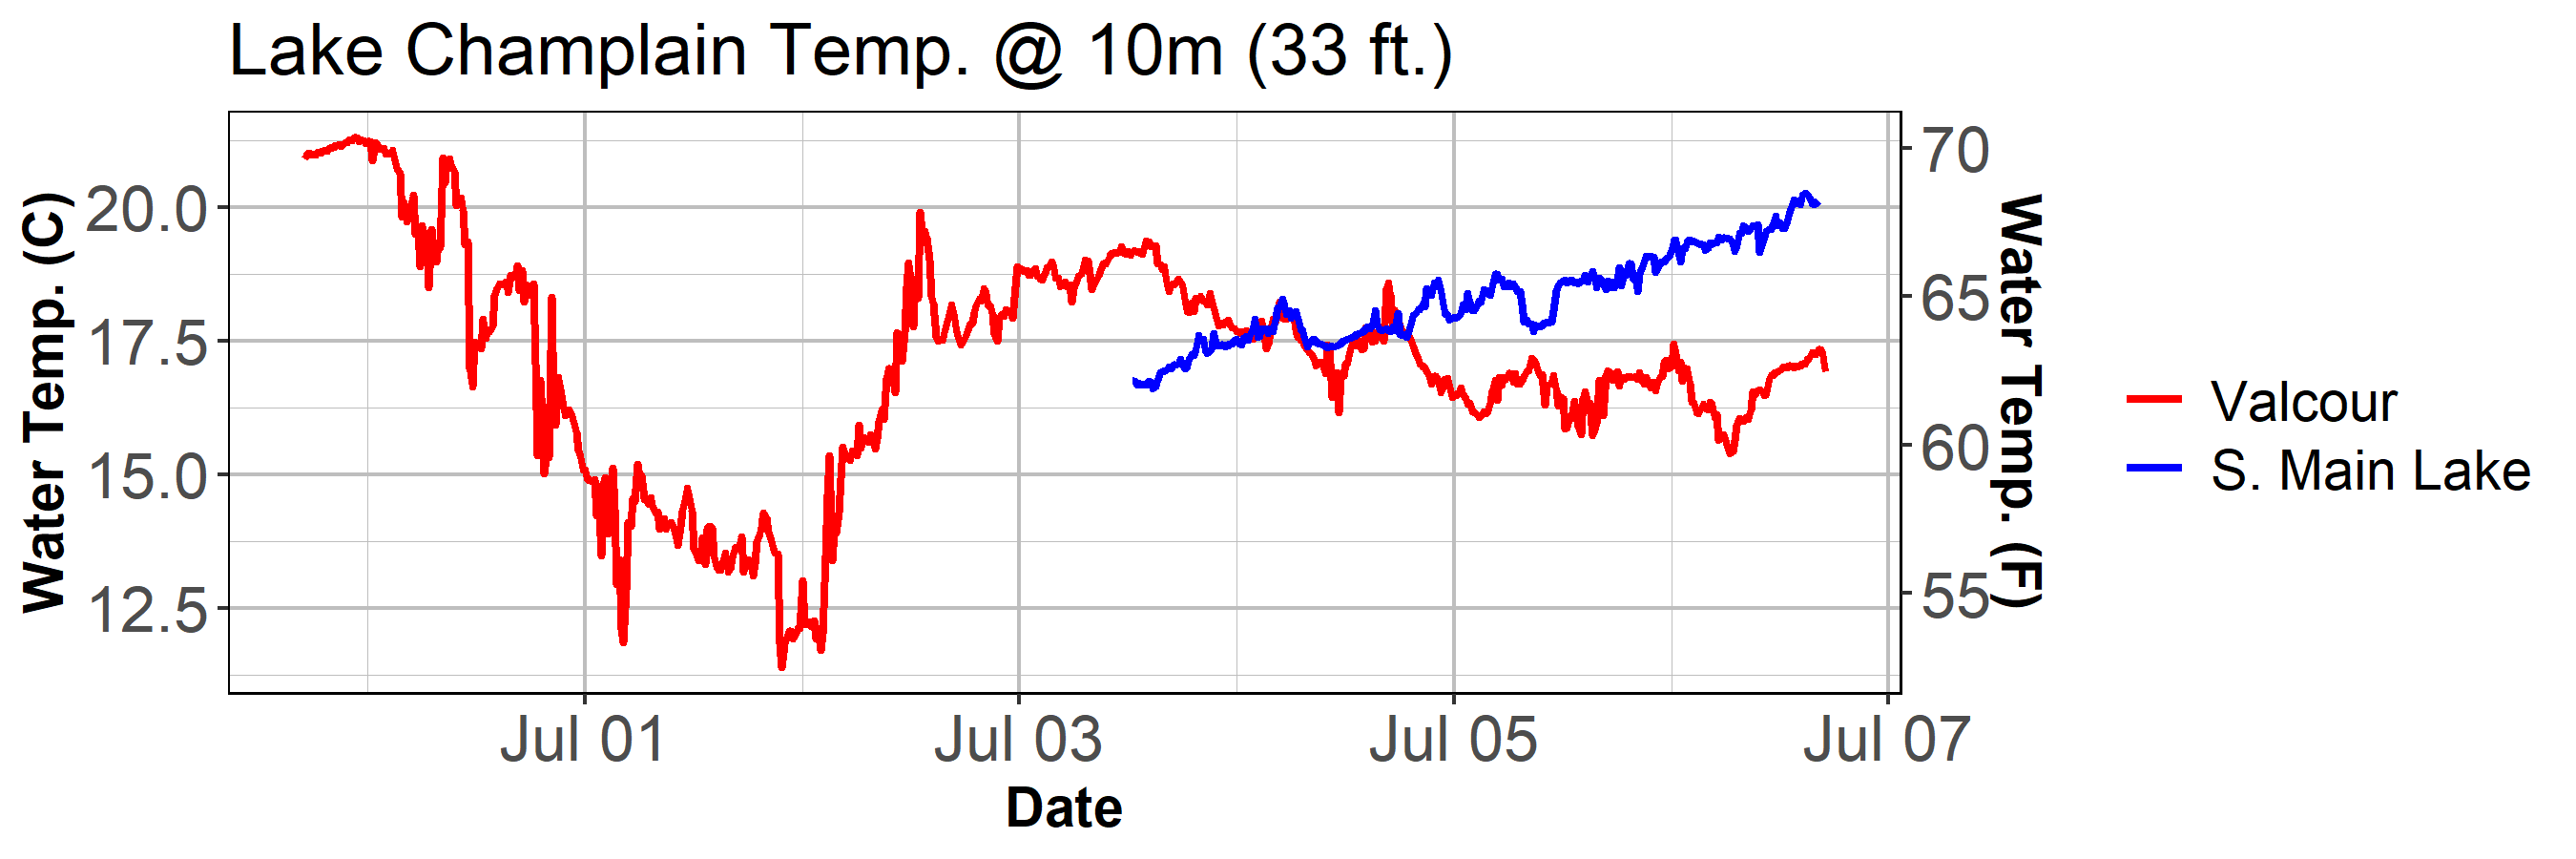 Lake Champlain Temp. @ 10m (33 ft.)
Water Temp. (C)
20.0
17.5
15.0
12.5
70
65
60
55
Water Temp. (F)
Jul 01
Jul 03
Jul 05
Jul 07
Date
Valcour
S. Main Lake